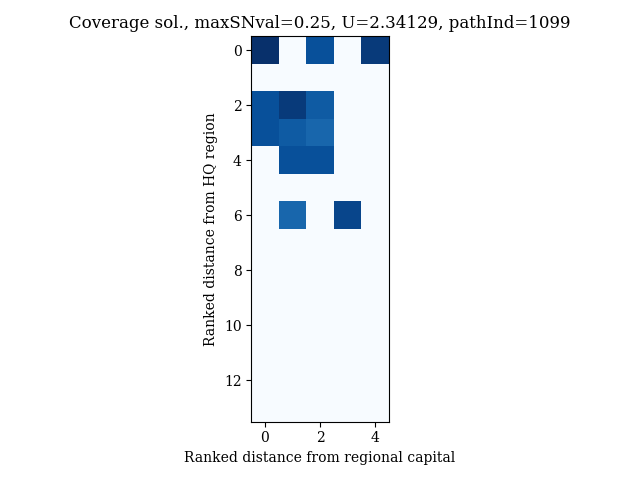 Coverage sol., maxSNval=0.25, U=2.34129, pathInd=1099
0
2
4
6
8
10
12
Ranked distance from HQ region
0 2 4
Ranked distance from regional capital